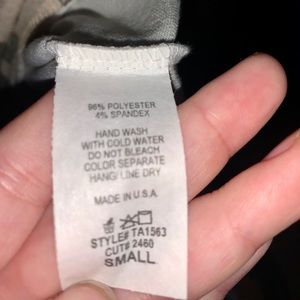 96% POLYESTER
4% SPANDEX
HAND WASH
WITH COLD WATER
DO NOT BLEACH
COLOR SEPARATE
HANG/ LINE DRY
MADE IN U.S.A.
STYLE# TA1563
CUT# 2460
SMALL